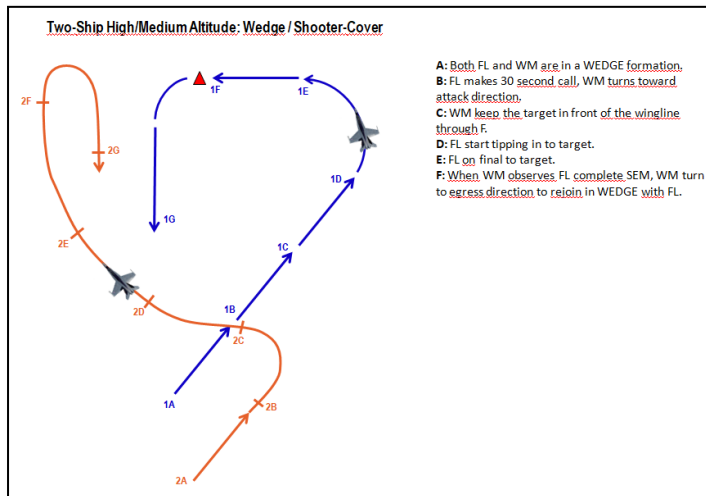 Two-Ship High/Medium Altitude: Wedge / Shooter-Cover
A: Both FL and WM are in a WEDGE formation.
B: FL makes 30 second call, WM turns toward
attack direction.
C: WM keep the target in front of the wingline
through F.
D: FL start tipping in to target.
E: FL on final to target.
F: When WM observes FL complete SEM, WM turn
to egress direction to rejoin in WEDGE with FL.
2F
1F
1E
2G
1D
1G
1C
2E
1B
2D
2C
1A
2B
2A